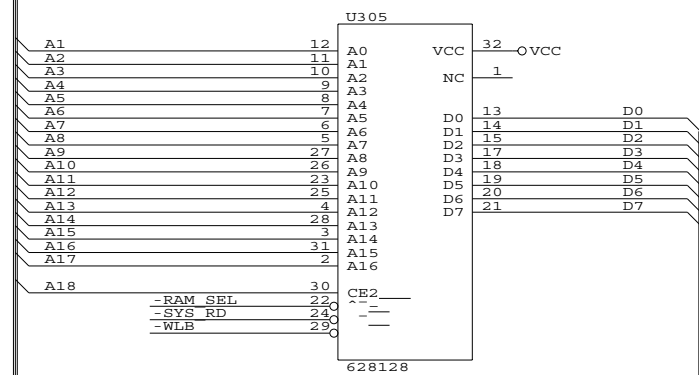 U305
A1 12 A0 VCC 32 VCC
A2 11 A1
A3 10 A2 NC 1
A4 9 A3
A5 8 A4
A6 7 A5 D0 13 D0
A7 6 A6 D1 14 D1
A8 5 A7 D2 15 D2
A9 27 A8 D3 17 D3
A10 26 A9 D4 18 D4
A11 23 A10 D5 19 D5
A12 25 A11 D6 20 D6
A13 4 A12 D7 21 D7
A14 28 A13
A15 3 A14
A16 31 A15
A17 2 A16
A18 30 CE2
-RAM_SEL 22
-SYS_RD 24
-WLB 29
628128